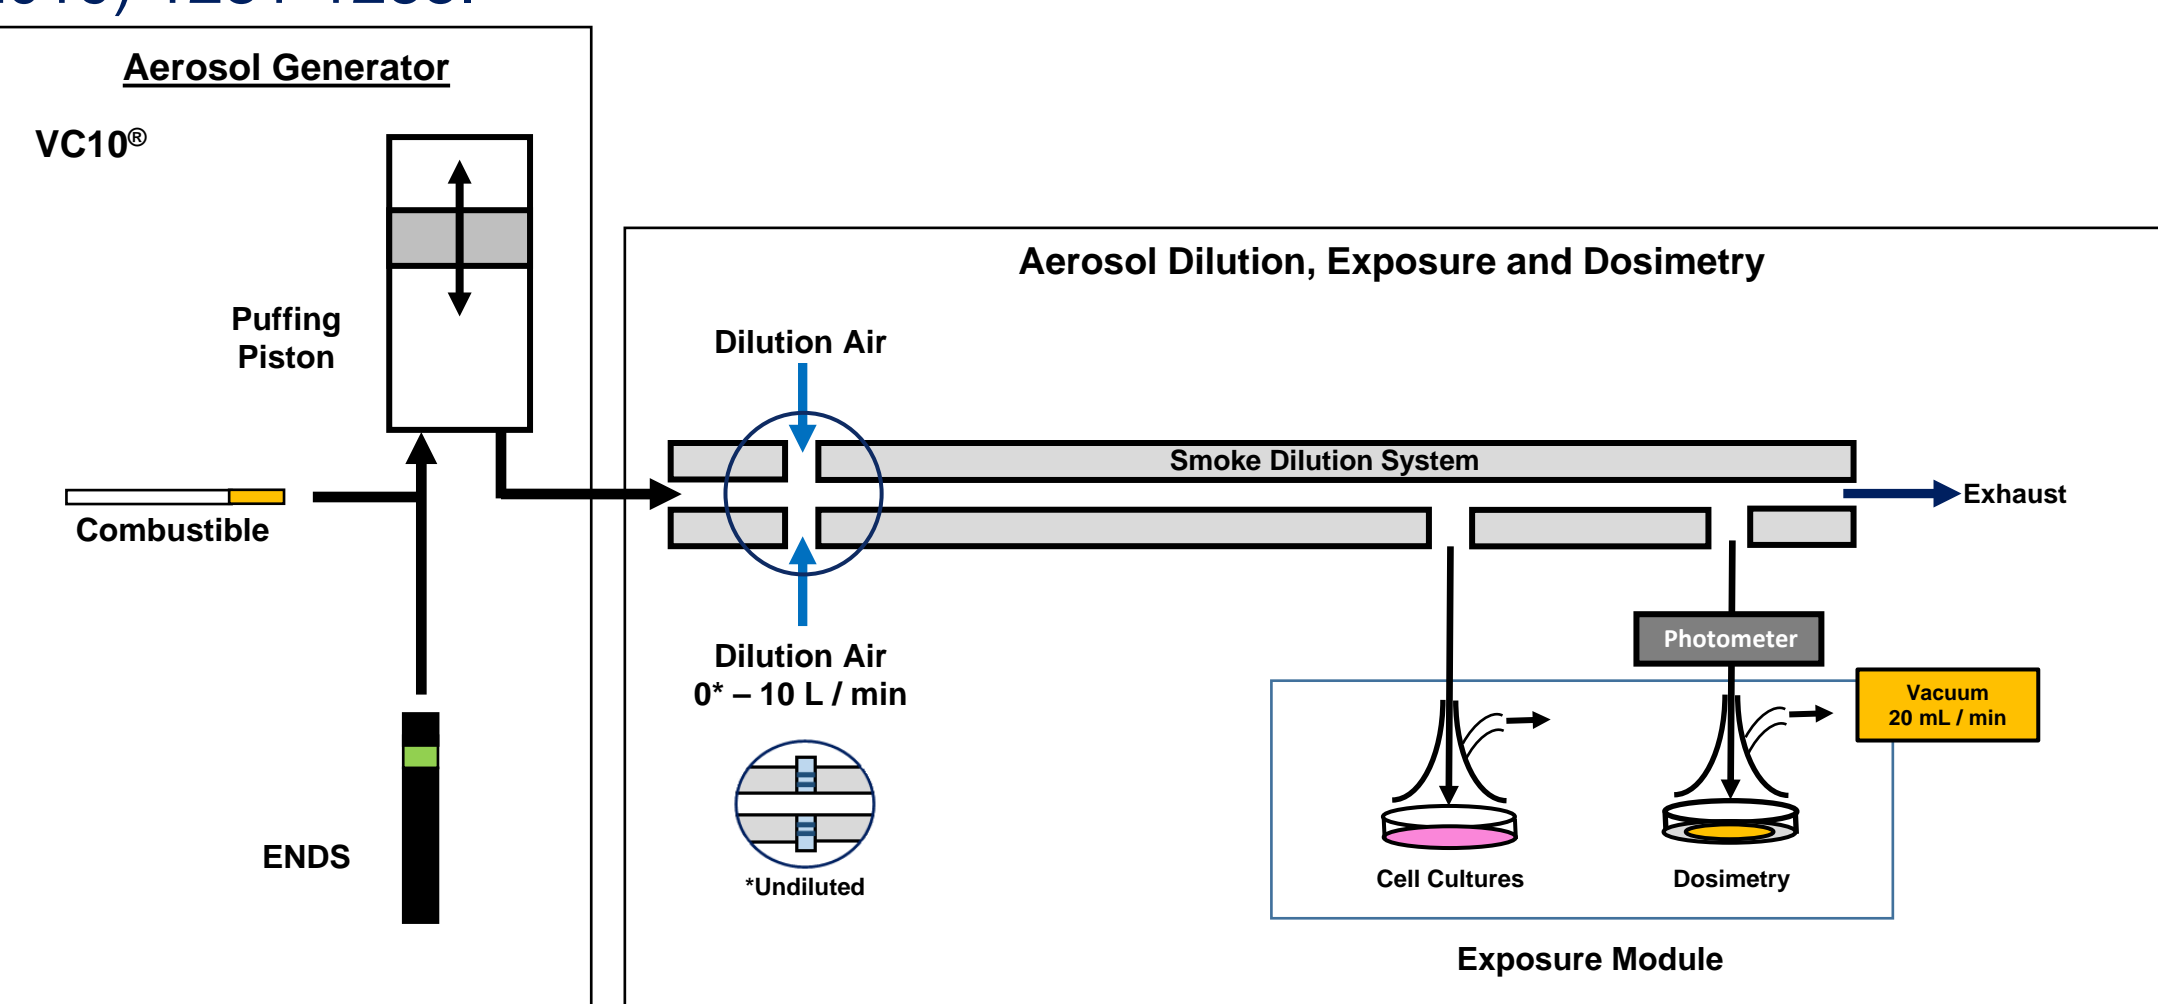 Aerosol Generator
VC10®
Puffing
Piston
Combustible
ENDS
Aerosol Dilution, Exposure and Dosimetry
Dilution Air
Smoke Dilution System
Exhaust
Dilution Air
0* – 10 L / min
*Undiluted
Photometer
Vacuum
20 mL / min
Cell Cultures
Dosimetry
Exposure Module